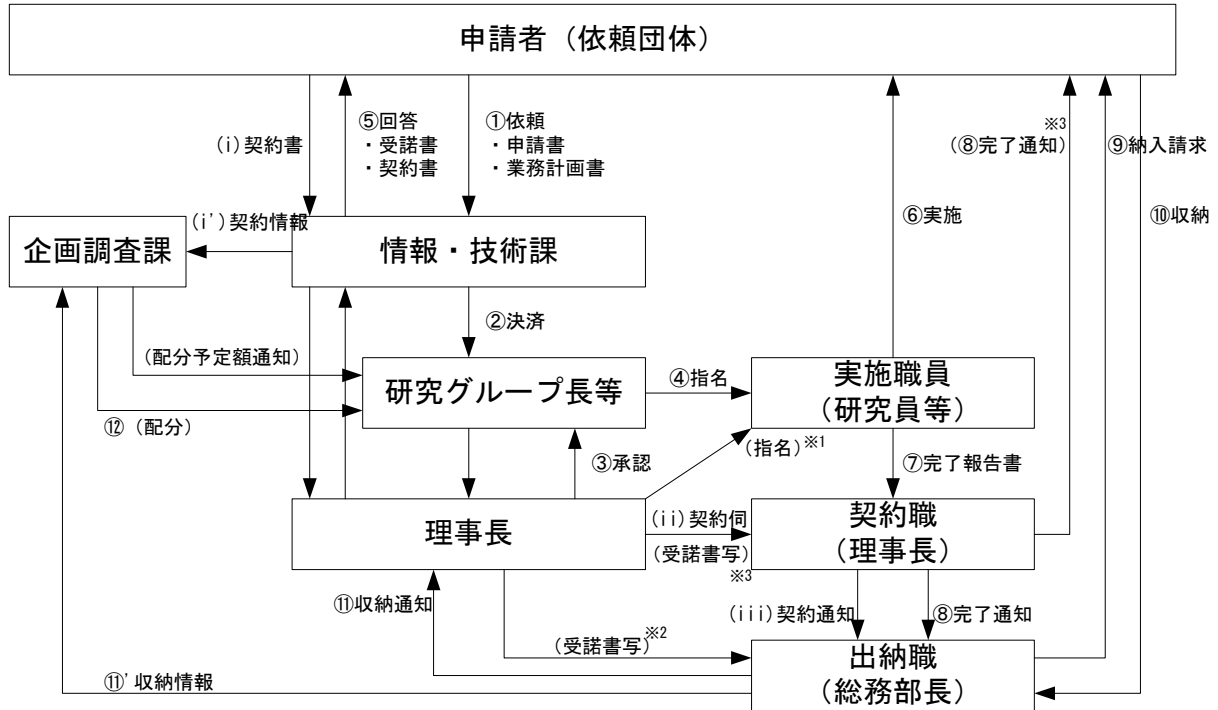 申請者（依頼団体）
(i)契約書
⑤回答
・受諾書
・契約書
①依頼
・申請書
・業務計画書
※3
(⑧完了通知)
⑨納入請求
⑥実施
⑩収納
(i')契約情報
企画調査課
情報・技術課
②決済
(配分予定額通知)
研究グループ長等
④指名
実施職員
（研究員等）
⑫（配分）
③承認
(指名)※1
⑦完了報告書
理事長
(ii)契約伺
(受諾書写)
※3
契約職
（理事長）
⑪収納通知
(iii)契約通知
⑧完了通知
(受諾書写)※2
出納職
（総務部長）
⑪'収納情報